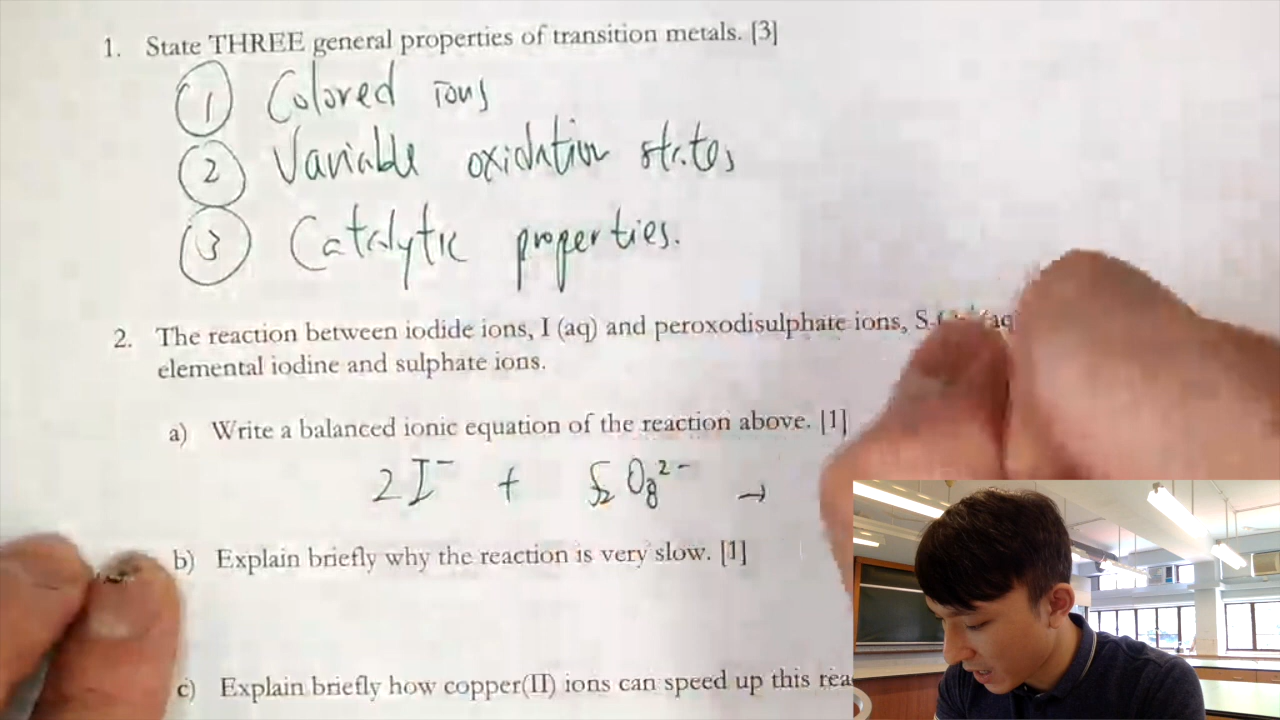 1. State THREE general properties of transition metals. [3]
① Colored ions
② Variable oxidation states
③ Catalytic properties.
2. The reaction between iodide ions, I (aq) and peroxodisulphate ions, S
elemental iodine and sulphate ions.
a) Write a balanced ionic equation of the reaction above. [1]
2I⁻ + S₂O₈²⁻ →
b) Explain briefly why the reaction is very slow. [1]
c) Explain briefly how copper(II) ions can speed up this rea